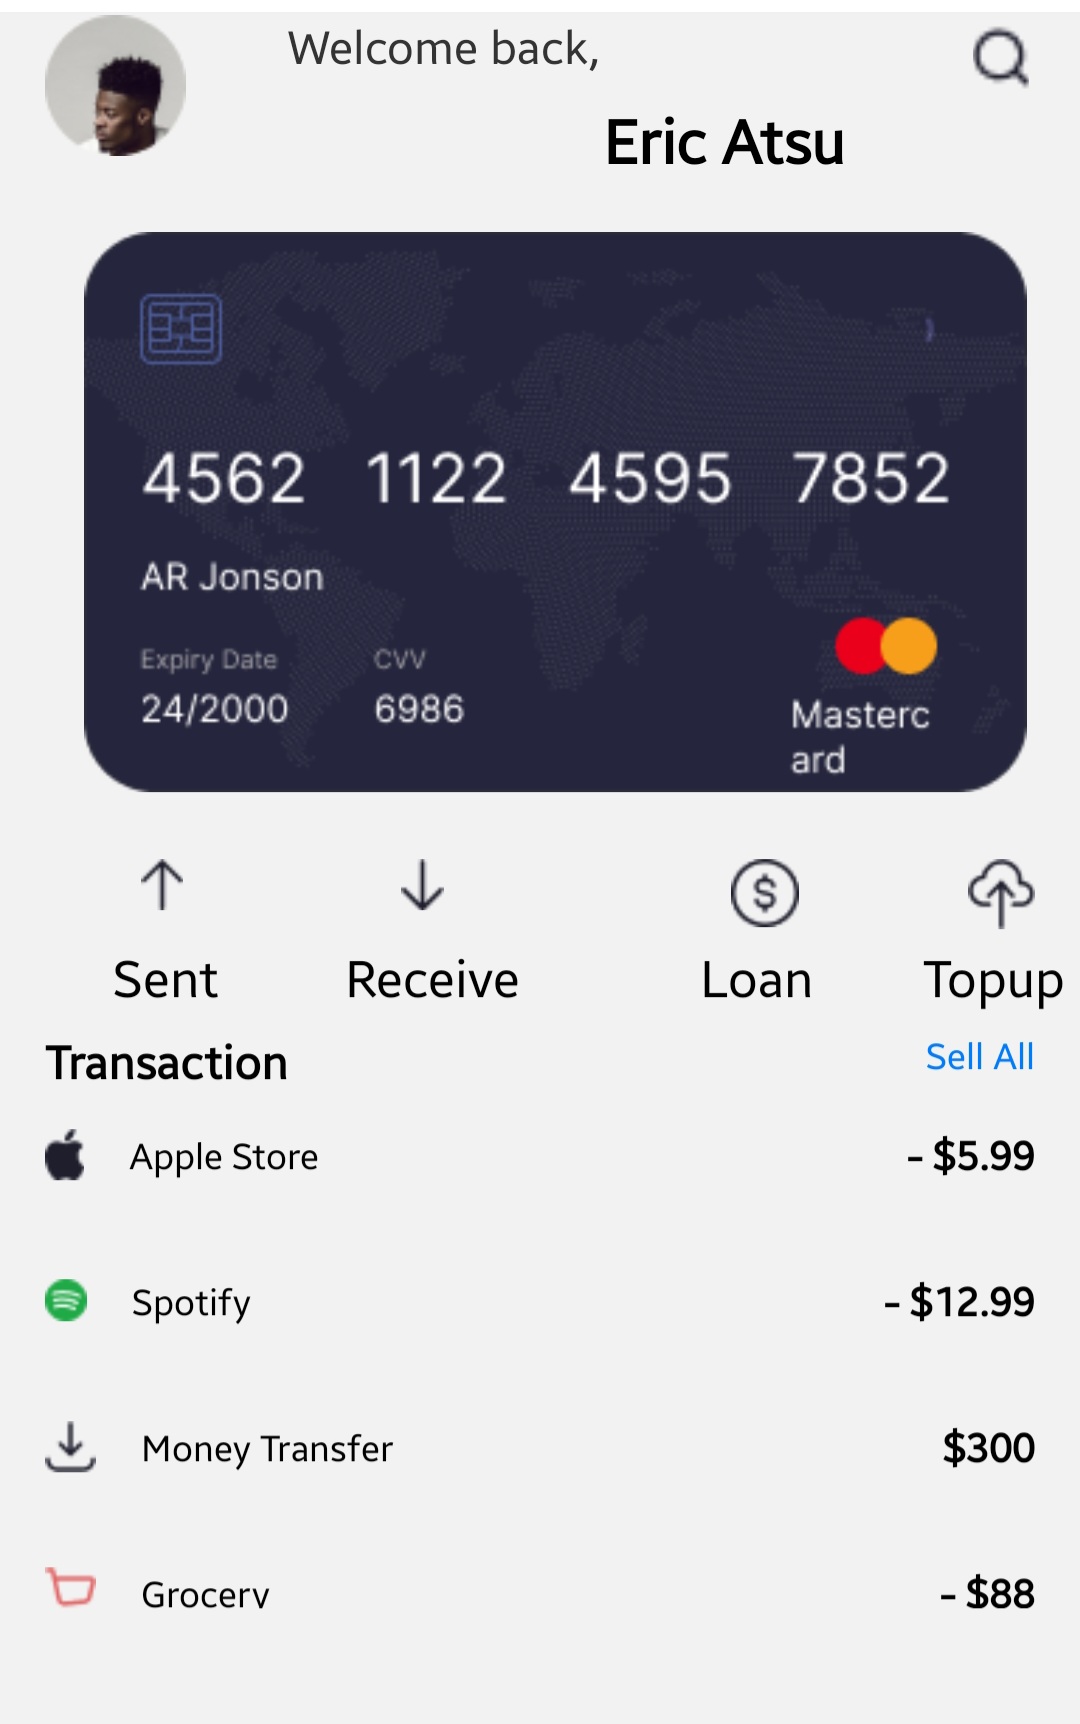 Welcome back,
Eric Atsu
4562 1122 4595 7852
AR Jonson
Expiry Date CVV
24/2000 6986
Masterc
ard
Sent Receive Loan Topup
Transaction Sell All
Apple Store - $5.99
Spotify - $12.99
Money Transfer $300
Grocery - $88